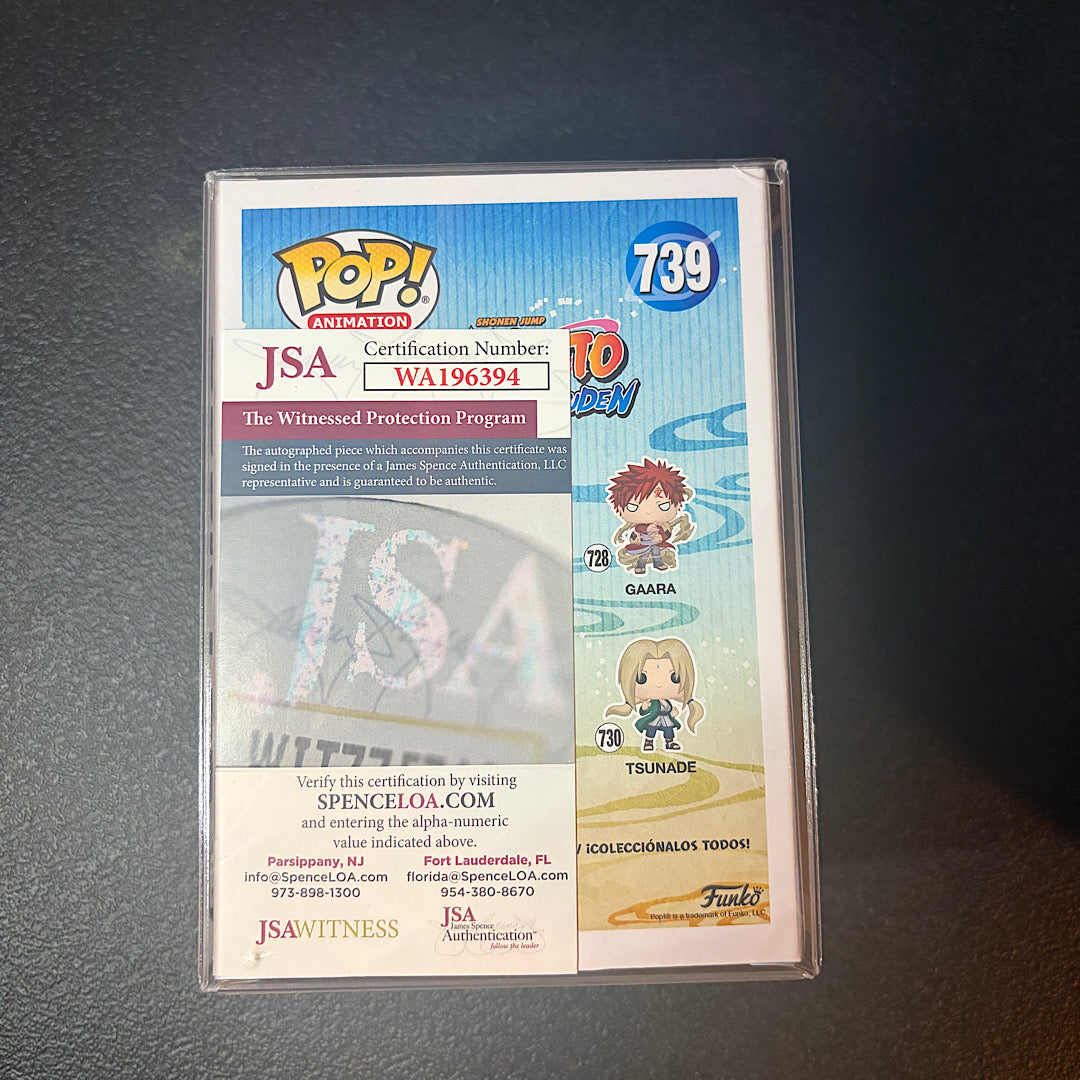 POP!
ANIMATION
739
SHONEN JUMP
JSA
Certification Number:
WA196394
The Witnessed Protection Program
The autographed piece which accompanies this certificate was
signed in the presence of a James Spence Authentication, LLC
representative and is guaranteed to be authentic.
JSA
728
GAARA
730
TSUNADE
Verify this certification by visiting
SPENCELOA.COM
and entering the alpha-numeric
value indicated above.
Parsippany, NJ
info@SpenceLOA.com
973-898-1300
Fort Lauderdale, FL
florida@SpenceLOA.com
954-380-8670
JSAWITNESS
JSA
James Spence
Authentication
follow the leader
/ ¡COLECCIÓNALOS TODOS!
Funko
Pop!® is a trademark of Funko, LLC